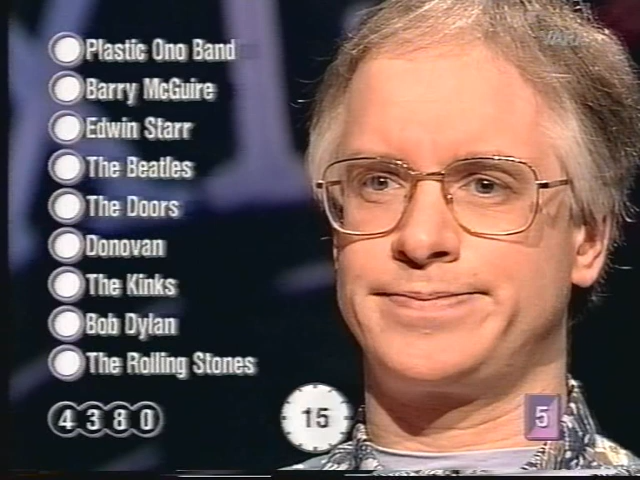 VARA
Plastic Ono Band
Barry McGuire
Edwin Starr
The Beatles
The Doors
Donovan
The Kinks
Bob Dylan
The Rolling Stones
4380
15
5